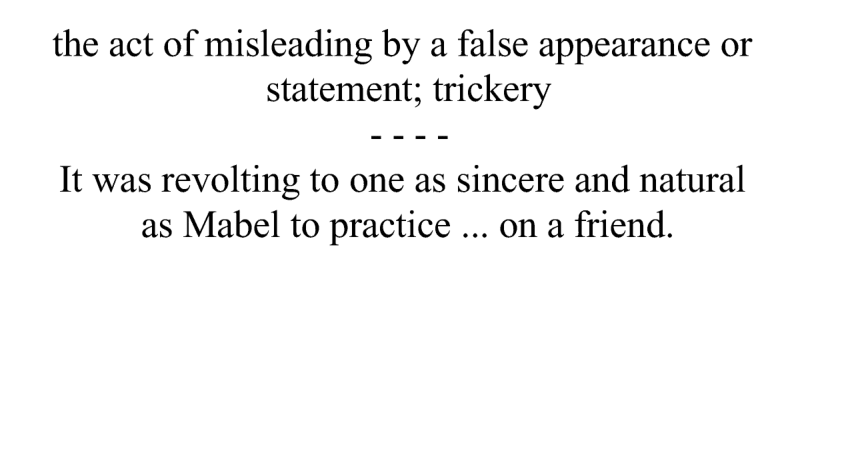 the act of misleading by a false appearance or
statement; trickery
- - - -
It was revolting to one as sincere and natural
as Mabel to practice ... on a friend.